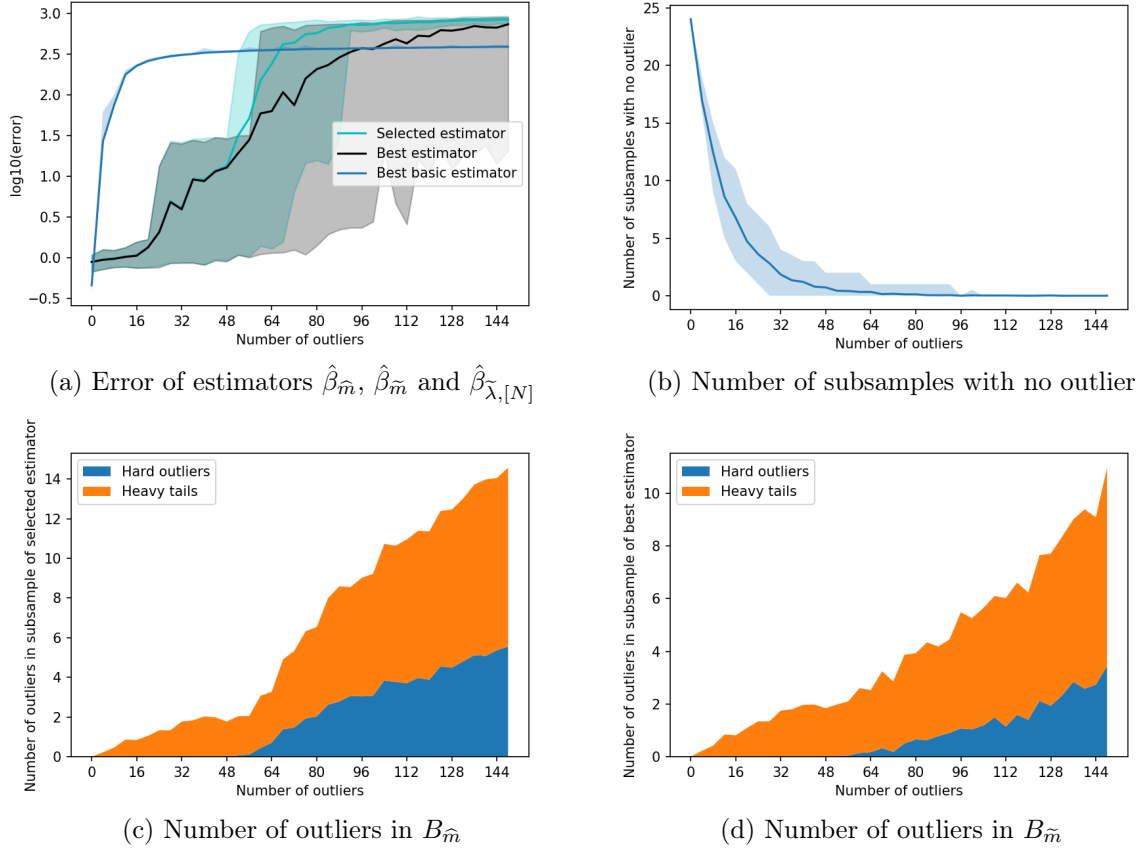 log10(error)
3.0
2.5
2.0
1.5
1.0
0.5
0.0
−0.5
Selected estimator
Best estimator
Best basic estimator
0 16 32 48 64 80 96 112 128 144
Number of outliers
(a) Error of estimators β̂_m̂, β̂_m̃ and β̂_λ̃,[N]
Number of subsamples with no outlier
25
20
15
10
5
0
0 16 32 48 64 80 96 112 128 144
Number of outliers
(b) Number of subsamples with no outlier
Number of outliers in subsample of selected estimator
14
12
10
8
6
4
2
0
Hard outliers
Heavy tails
0 16 32 48 64 80 96 112 128 144
Number of outliers
(c) Number of outliers in B_m̂
Number of outliers in subsample of best estimator
10
8
6
4
2
0
Hard outliers
Heavy tails
0 16 32 48 64 80 96 112 128 144
Number of outliers
(d) Number of outliers in B_m̃